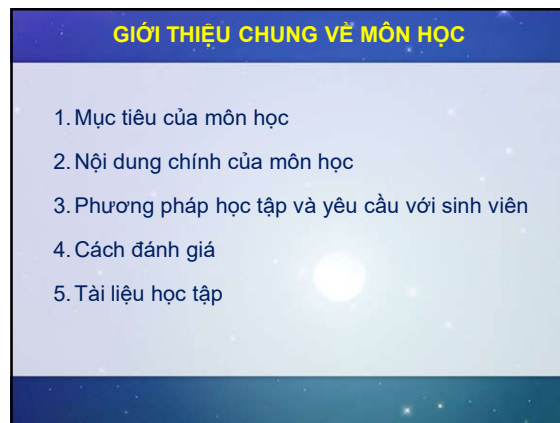 GIỚI THIỆU CHUNG VỀ MÔN HỌC
1. Mục tiêu của môn học
2. Nội dung chính của môn học
3. Phương pháp học tập và yêu cầu với sinh viên
4. Cách đánh giá
5. Tài liệu học tập